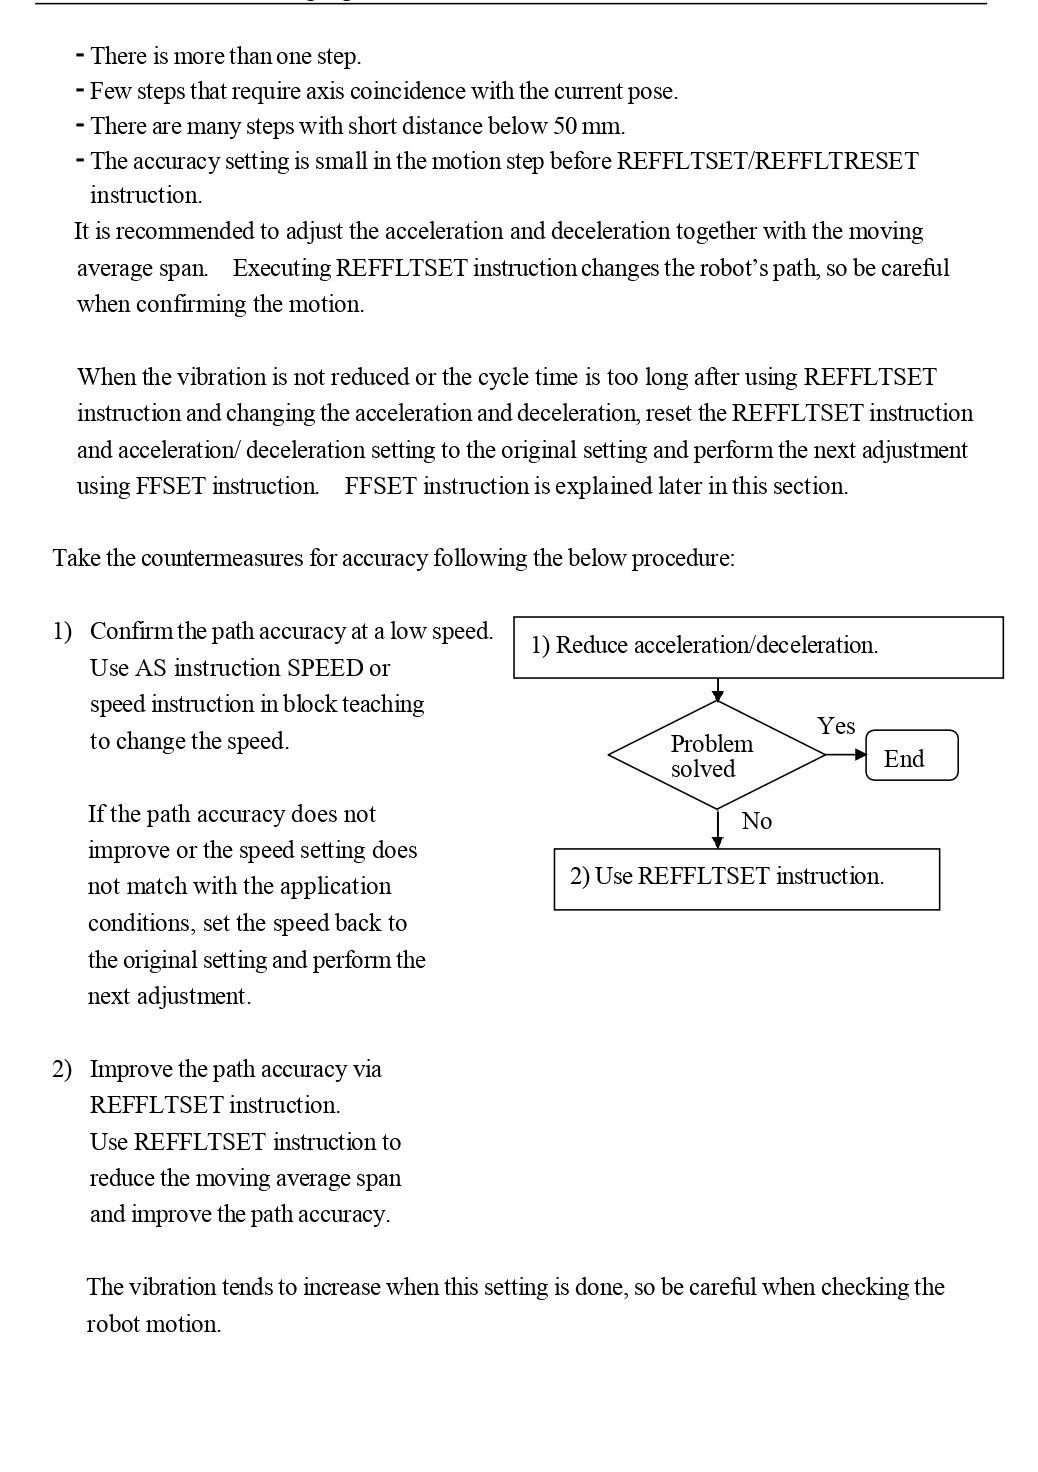 - There is more than one step.
- Few steps that require axis coincidence with the current pose.
- There are many steps with short distance below 50 mm.
- The accuracy setting is small in the motion step before REFFLTSET/REFFLTRESET
instruction.
It is recommended to adjust the acceleration and deceleration together with the moving
average span. Executing REFFLTSET instruction changes the robot's path, so be careful
when confirming the motion.
When the vibration is not reduced or the cycle time is too long after using REFFLTSET
instruction and changing the acceleration and deceleration, reset the REFFLTSET instruction
and acceleration/ deceleration setting to the original setting and perform the next adjustment
using FFSET instruction. FFSET instruction is explained later in this section.
Take the countermeasures for accuracy following the below procedure:
1) Confirm the path accuracy at a low speed.
Use AS instruction SPEED or
speed instruction in block teaching
to change the speed.
If the path accuracy does not
improve or the speed setting does
not match with the application
conditions, set the speed back to
the original setting and perform the
next adjustment.
1) Reduce acceleration/deceleration.
Problem
solved
Yes
End
No
2) Use REFFLTSET instruction.
2) Improve the path accuracy via
REFFLTSET instruction.
Use REFFLTSET instruction to
reduce the moving average span
and improve the path accuracy.
The vibration tends to increase when this setting is done, so be careful when checking the
robot motion.